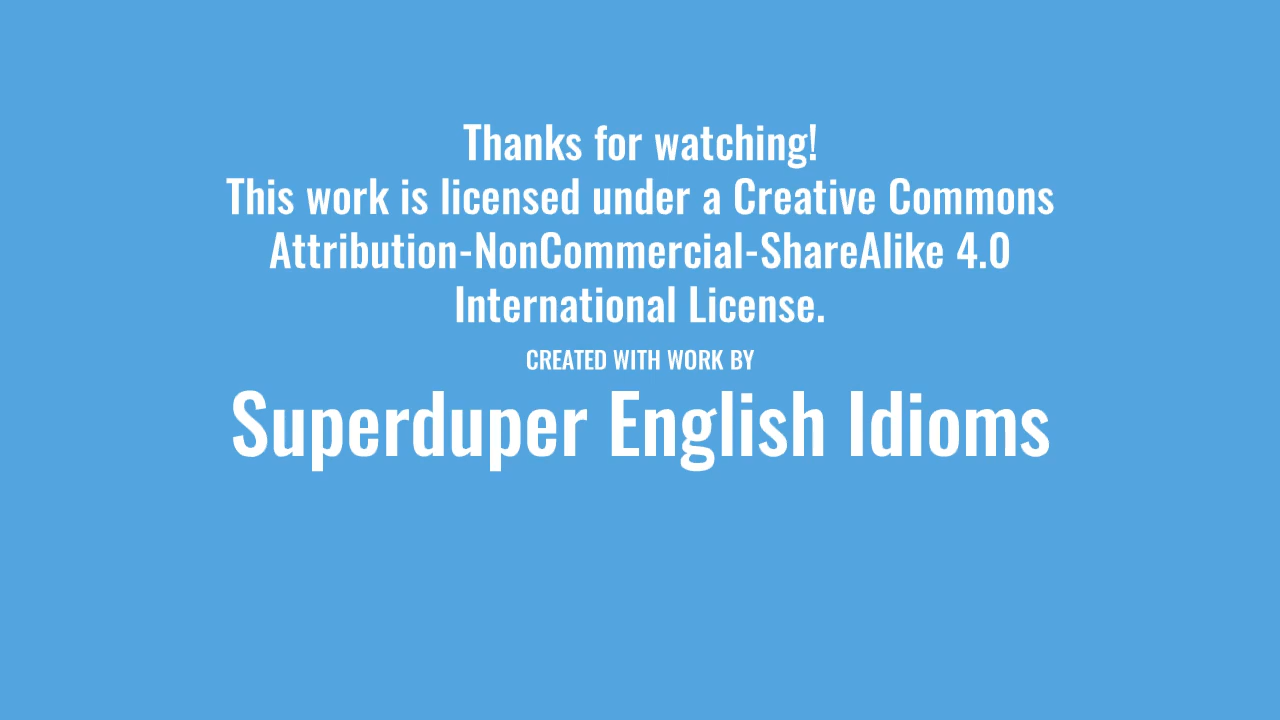 Thanks for watching!
This work is licensed under a Creative Commons
Attribution-NonCommercial-ShareAlike 4.0
International License.
CREATED WITH WORK BY
Superduper English Idioms